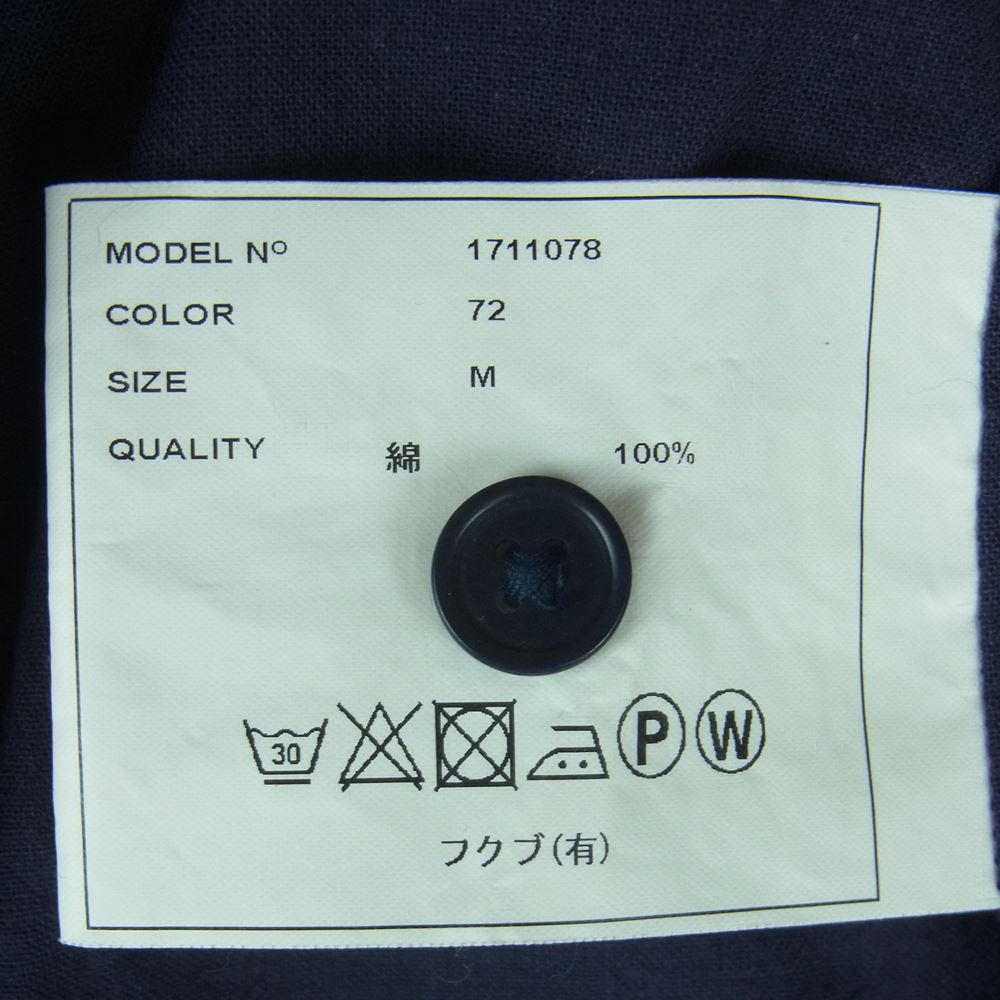 MODEL Nº 1711078
COLOR 72
SIZE M
QUALITY 綿 100%
30 P W
フクブ(有)